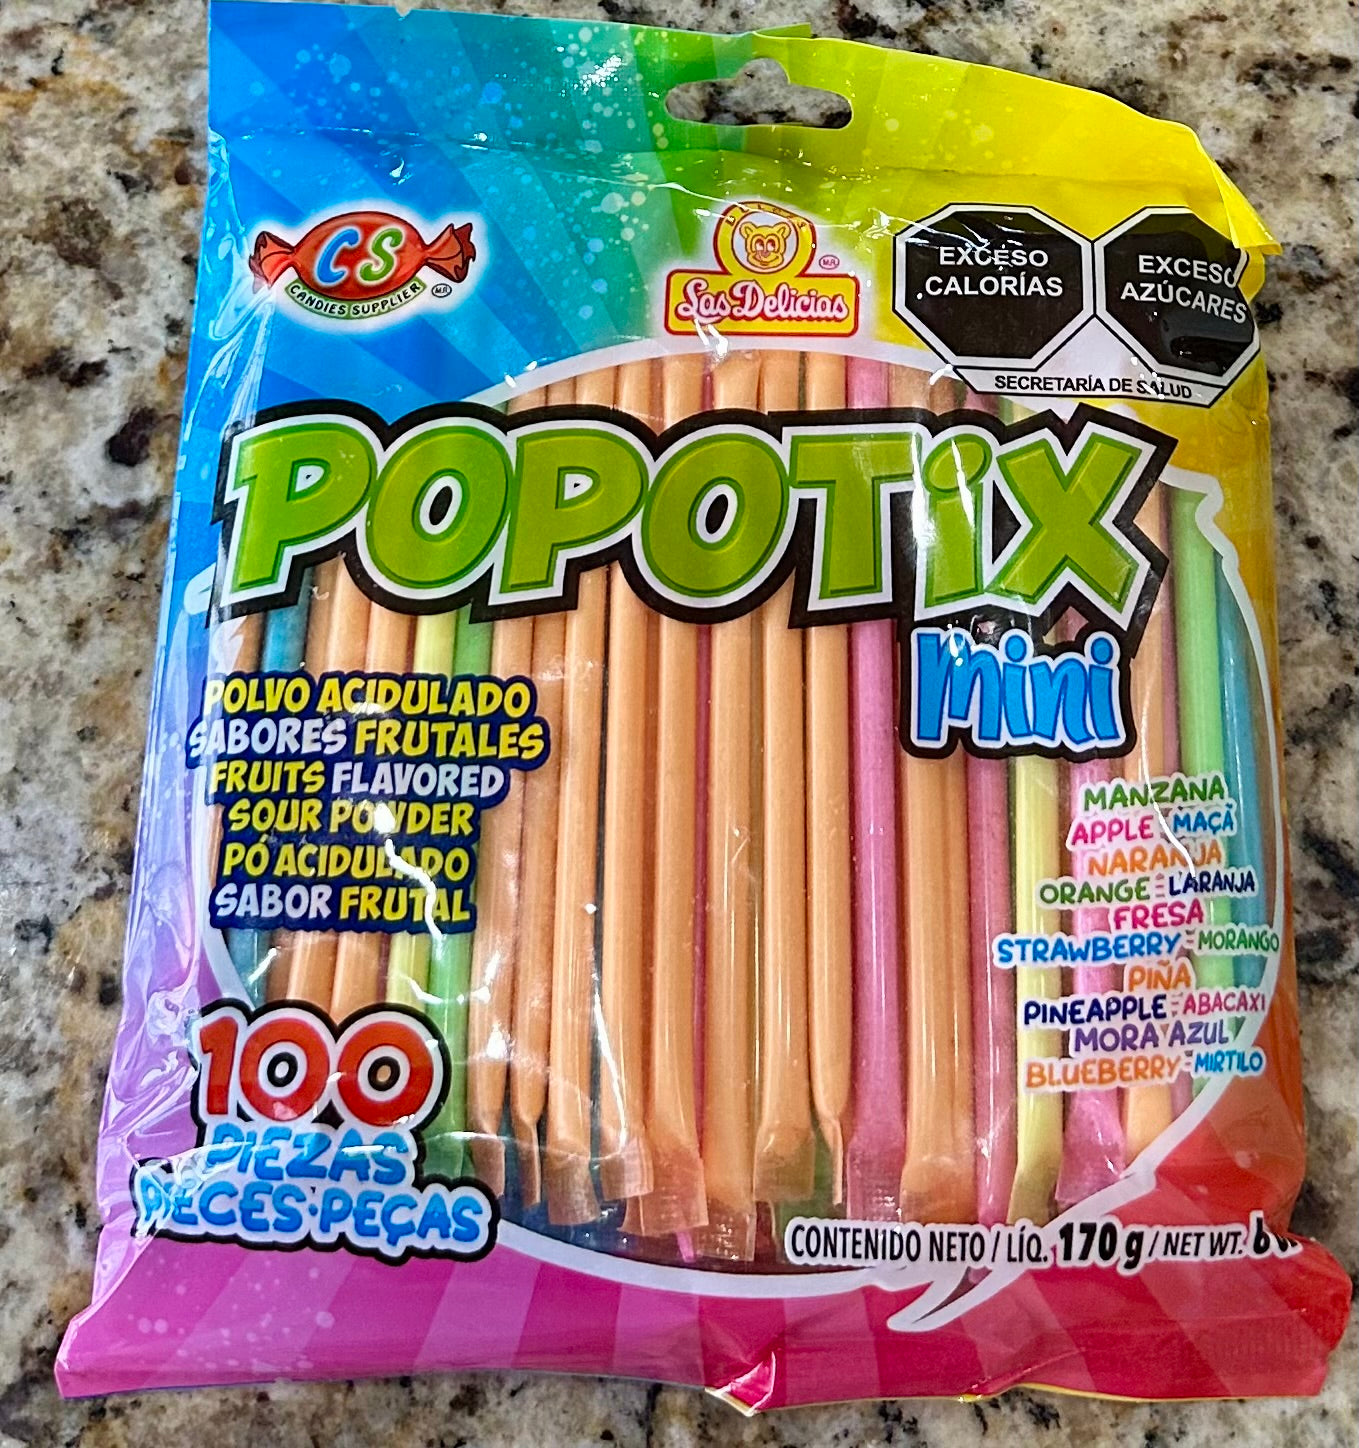 CS
CANDIES SUPPLIER MR
Las Delicias MR
EXCESO
CALORÍAS
EXCESO
AZÚCARES
SECRETARÍA DE SALUD
POPOTIX
mini
POLVO ACIDULADO
SABORES FRUTALES
FRUITS FLAVORED
SOUR POWDER
PÓ ACIDULADO
SABOR FRUTAL
MANZANA
APPLE - MAÇÃ
NARANJA
ORANGE - LARANJA
FRESA
STRAWBERRY - MORANGO
PIÑA
PINEAPPLE - ABACAXI
MORA AZUL
BLUEBERRY - MIRTILO
100
PIEZAS
PIECES·PEÇAS
CONTENIDO NETO / LÍQ. 170 g / NET WT.